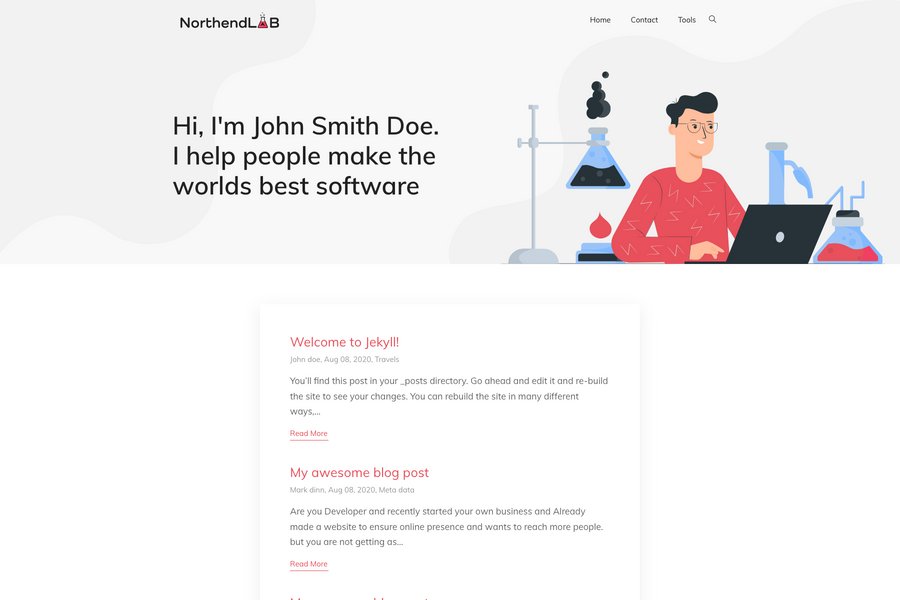 NorthendLAB
Home
Contact
Tools
Hi, I'm John Smith Doe.
I help people make the
worlds best software
Welcome to Jekyll!
John doe, Aug 08, 2020, Travels
You’ll find this post in your _posts directory. Go ahead and edit it and re-build
the site to see your changes. You can rebuild the site in many different
ways,...
Read More
My awesome blog post
Mark dinn, Aug 08, 2020, Meta data
Are you Developer and recently started your own business and Already
made a website to ensure online presence and wants to reach more people.
but you are not getting as...
Read More